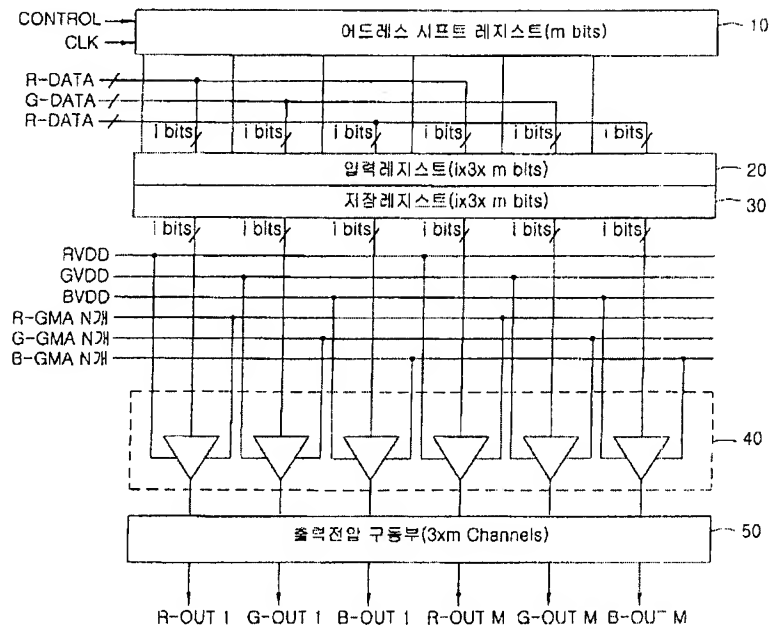 CONTROL
CLK
어드레스 시프트 레지스트(m bits)
10
R-DATA
G-DATA
R-DATA
i bits i bits i bits i bits i bits i bits
입력레지스트(ix3x m bits)
20
저장레지스트(ix3x m bits)
30
i bits i bits i bits i bits i bits i bits
RVDD
GVDD
BVDD
R-GMA N개
G-GMA N개
B-GMA N개
40
출력전압 구동부(3xm Channels)
50
R-OUT 1 G-OUT 1 B-OUT 1 R-OUT M G-OUT M B-OUT M